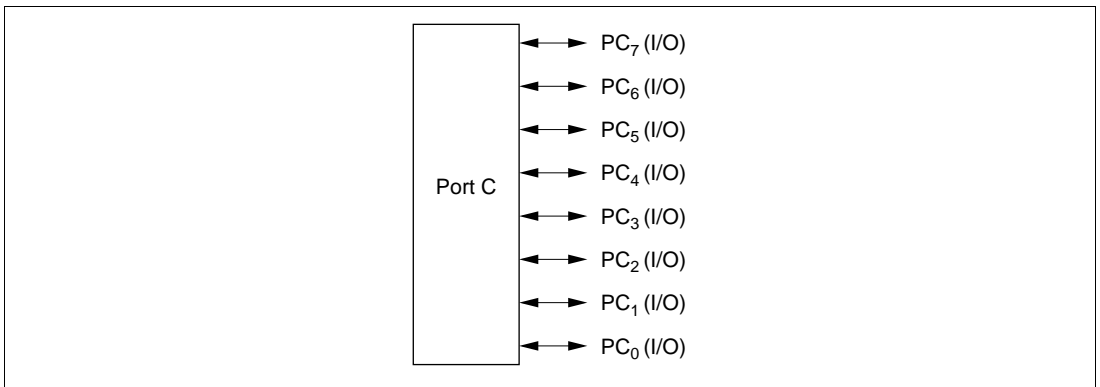 PC₇ (I/O)
PC₆ (I/O)
PC₅ (I/O)
PC₄ (I/O)
Port C
PC₃ (I/O)
PC₂ (I/O)
PC₁ (I/O)
PC₀ (I/O)